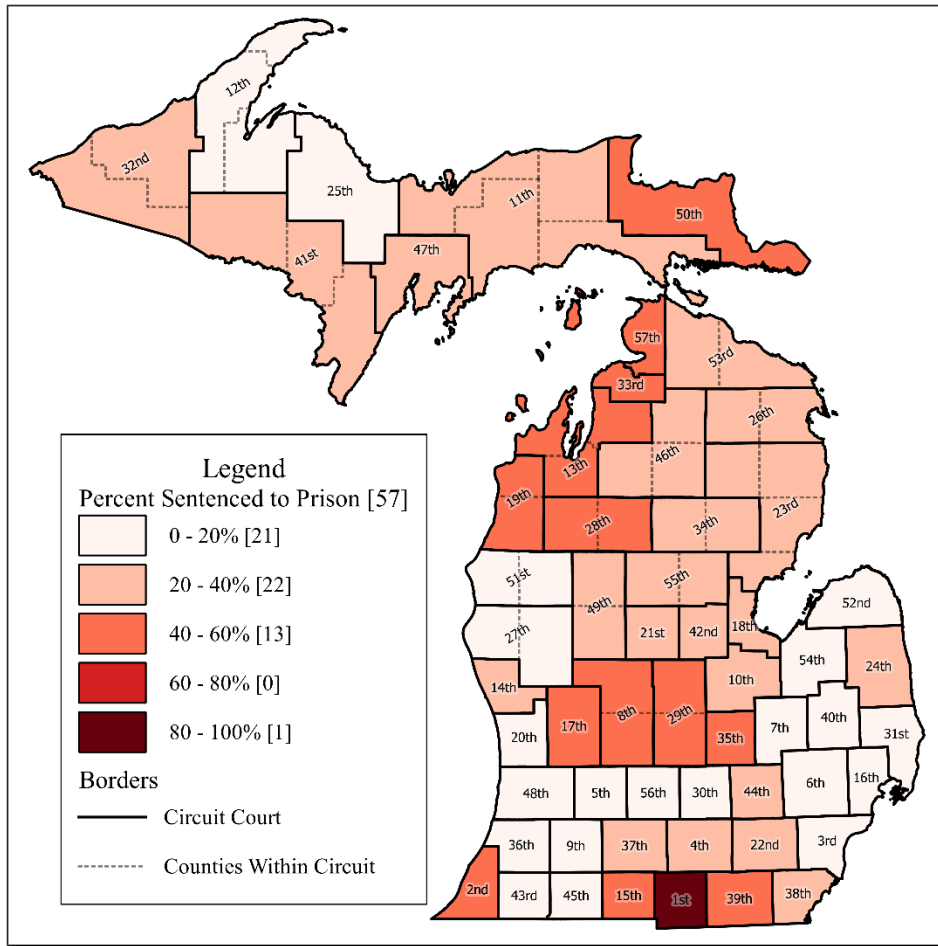 12th
32nd
25th
11th
50th
41st
47th
57th
53rd
33rd
26th
13th
46th
19th
23rd
28th
34th
Legend
Percent Sentenced to Prison [57]
0 - 20% [21]
20 - 40% [22]
40 - 60% [13]
60 - 80% [0]
80 - 100% [1]
Borders
Circuit Court
Counties Within Circuit
51st
55th
49th
52nd
27th
21st
42nd
18th
54th
24th
14th
10th
20th
17th
8th
29th
35th
7th
40th
31st
48th
5th
56th
30th
44th
6th
16th
36th
9th
37th
4th
22nd
3rd
2nd
43rd
45th
15th
1st
39th
38th